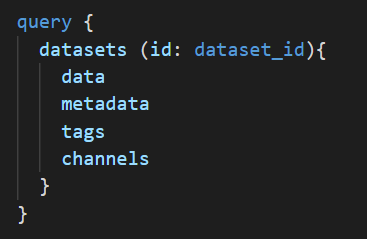 query {
  datasets (id: dataset_id){
    data
    metadata
    tags
    channels
  }
}